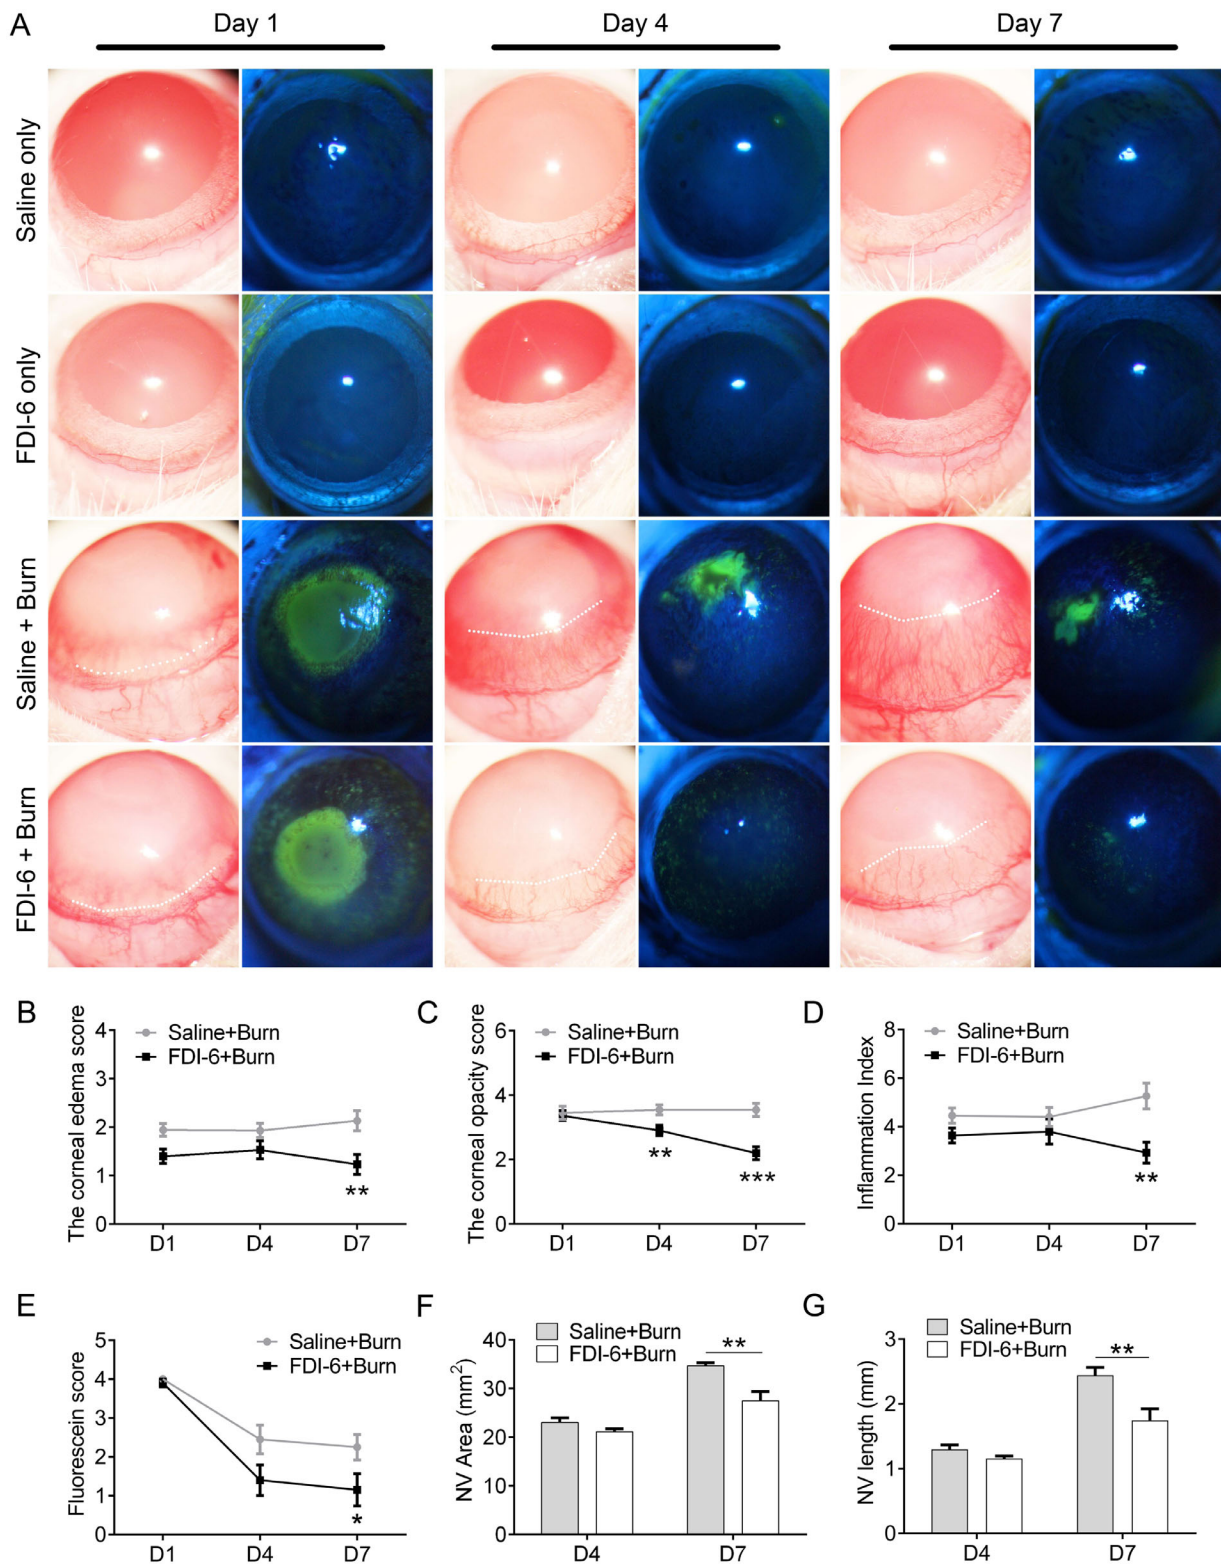 A
Day 1
Day 4
Day 7
Saline only
FDI-6 only
Saline + Burn
FDI-6 + Burn
B
The corneal edema score
4
3
2
1
0
Saline+Burn
FDI-6+Burn
**
D1
D4
D7
C
The corneal opacity score
6
4
2
0
Saline+Burn
FDI-6+Burn
**
***
D1
D4
D7
D
Inflammation Index
8
6
4
2
0
Saline+Burn
FDI-6+Burn
**
D1
D4
D7
E
Fluorescein score
5
4
3
2
1
0
Saline+Burn
FDI-6+Burn
*
D1
D4
D7
F
NV Area (mm²)
40
30
20
10
0
Saline+Burn
FDI-6+Burn
**
D4
D7
G
NV length (mm)
3
2
1
0
Saline+Burn
FDI-6+Burn
**
D4
D7